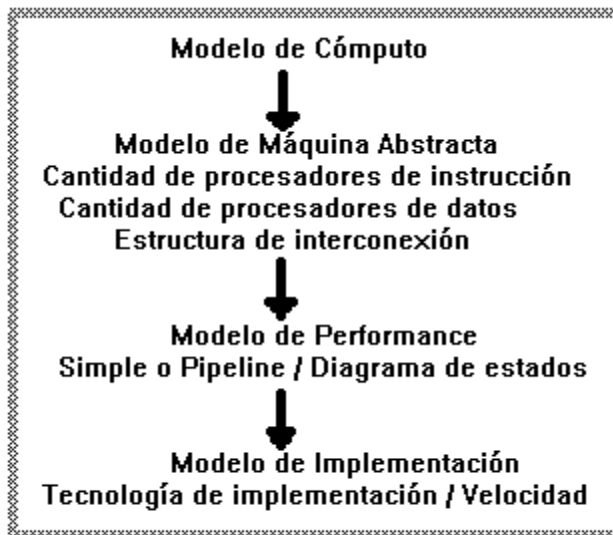 Modelo de Cómputo
Modelo de Máquina Abstracta
Cantidad de procesadores de instrucción
Cantidad de procesadores de datos
Estructura de interconexión
Modelo de Performance
Simple o Pipeline / Diagrama de estados
Modelo de Implementación
Tecnología de implementación / Velocidad